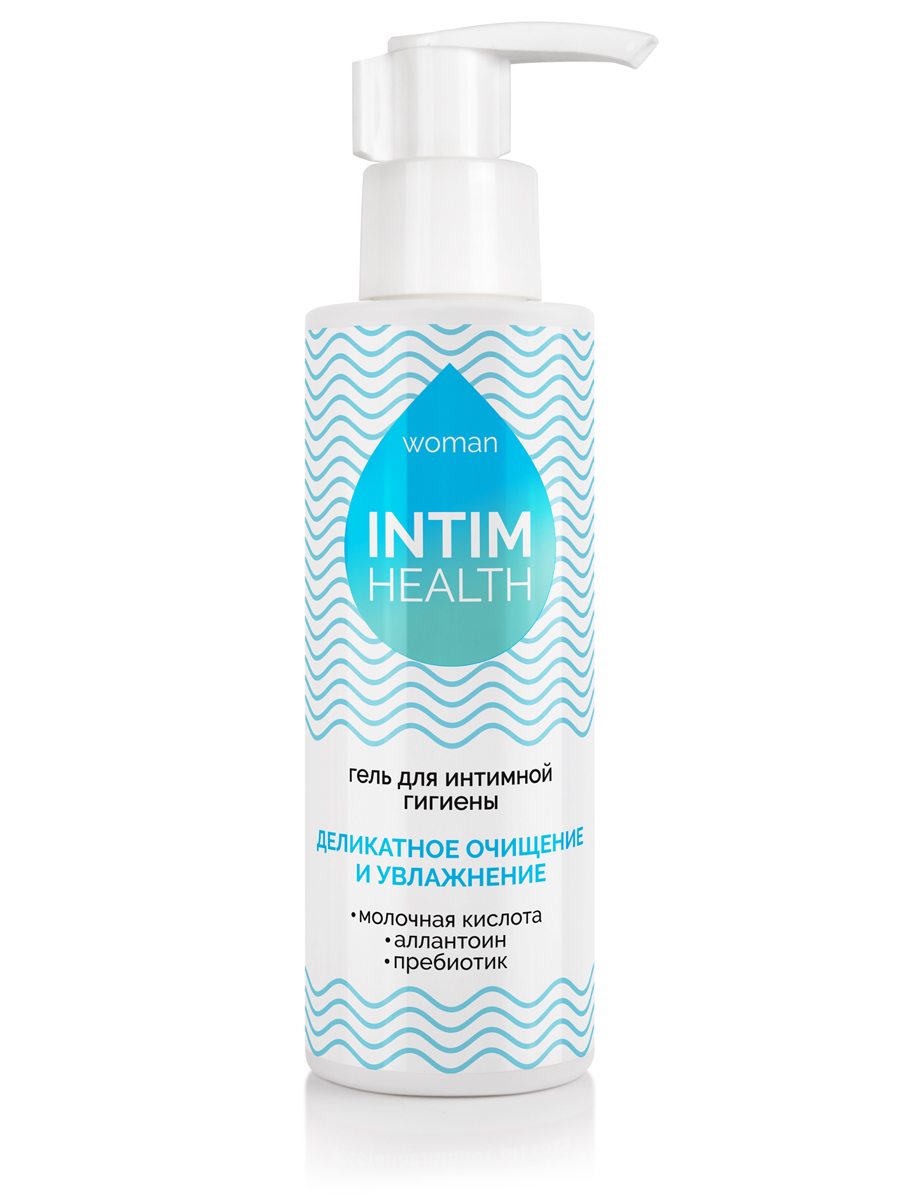 woman
INTIM
HEALTH
гель для интимной
гигиены
ДЕЛИКАТНОЕ ОЧИЩЕНИЕ
И УВЛАЖНЕНИЕ
•молочная кислота
•аллантоин
•пребиотик